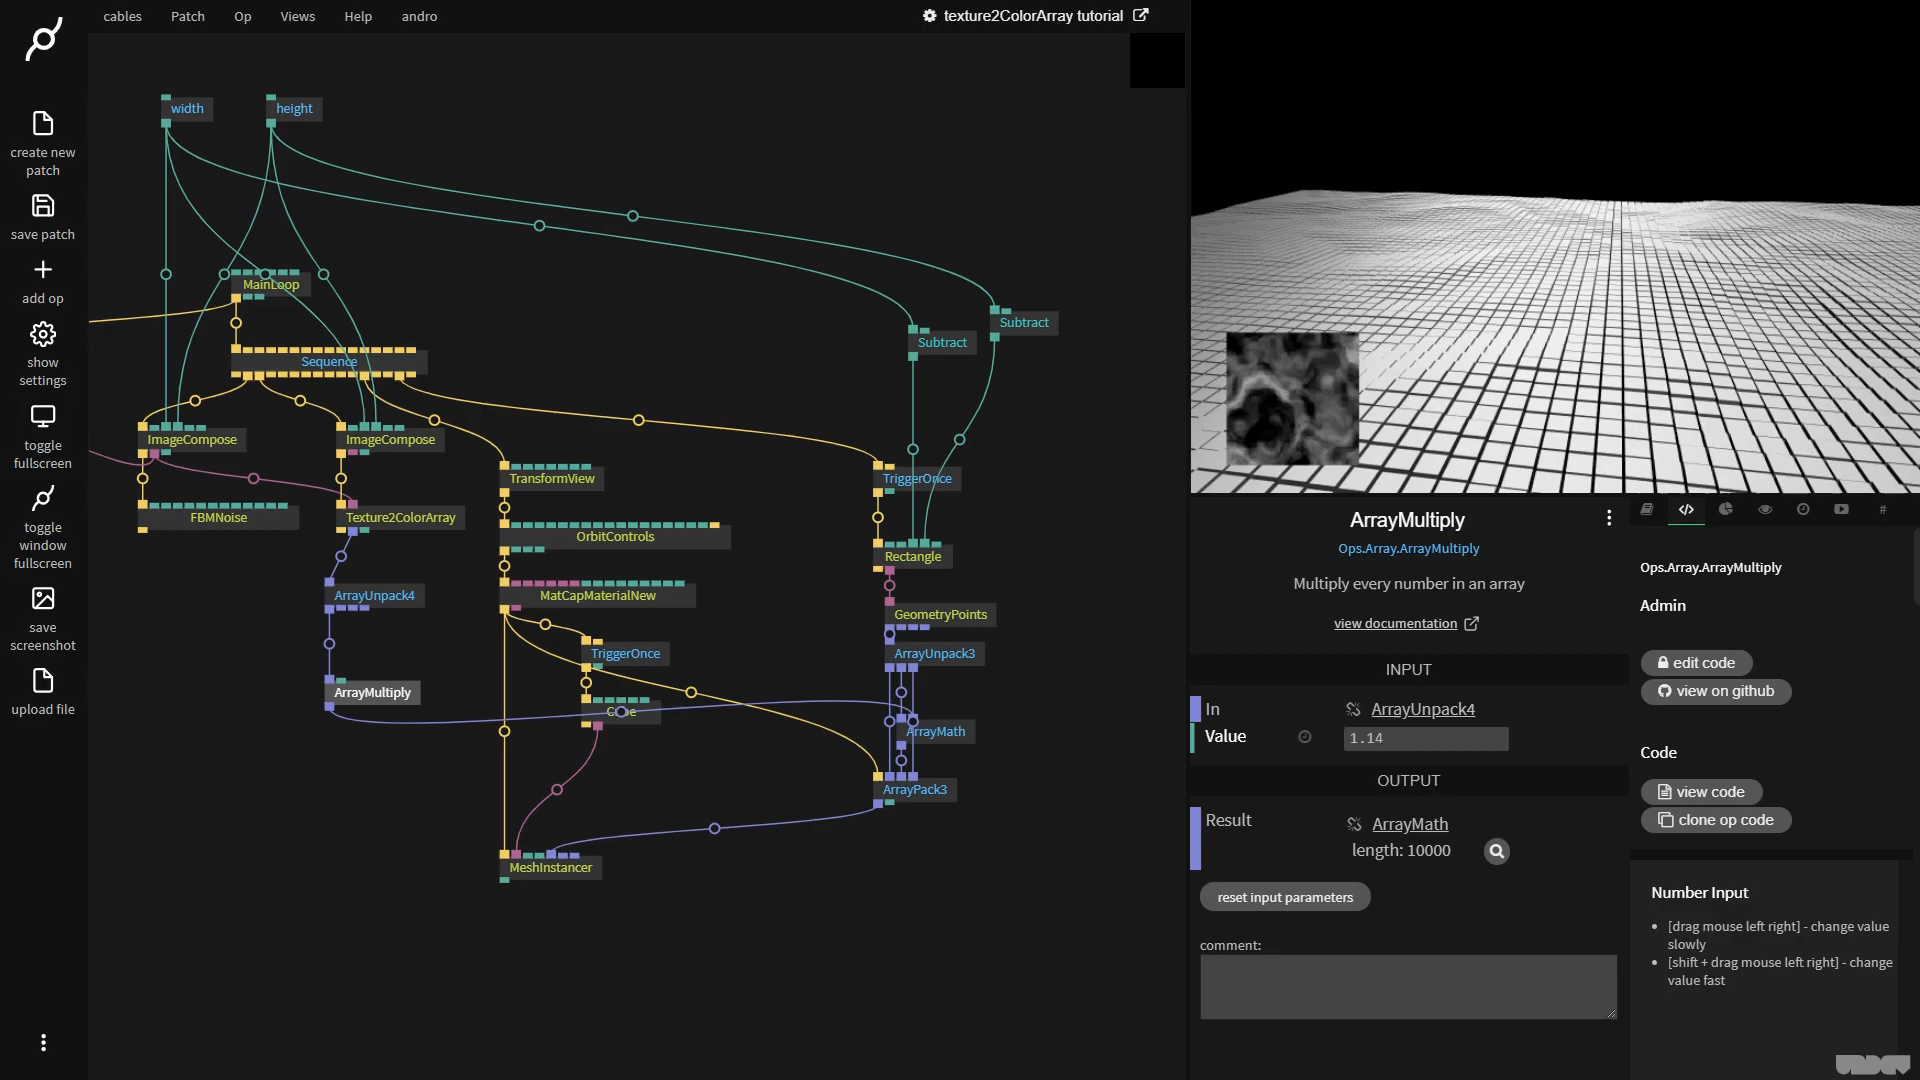 cables
Patch
Op
Views
Help
andro
texture2ColorArray tutorial
create new
patch
save patch
add op
show
settings
toggle
fullscreen
toggle
window
fullscreen
save
screenshot
upload file
width
height
MainLoop
Sequence
Subtract
Subtract
ImageCompose
ImageCompose
TransformView
TriggerOnce
FBMNoise
Texture2ColorArray
OrbitControls
Rectangle
ArrayUnpack4
MatCapMaterialNew
GeometryPoints
TriggerOnce
ArrayUnpack3
ArrayMultiply
ArrayMath
ArrayPack3
MeshInstancer
ArrayMultiply
Ops.Array.ArrayMultiply
Multiply every number in an array
view documentation
INPUT
In
ArrayUnpack4
Value
1.14
OUTPUT
Result
ArrayMath
length: 10000
reset input parameters
comment:
#
Ops.Array.ArrayMultiply
Admin
edit code
view on github
Code
view code
clone op code
Number Input
[drag mouse left right] - change value
slowly
[shift + drag mouse left right] - change
value fast